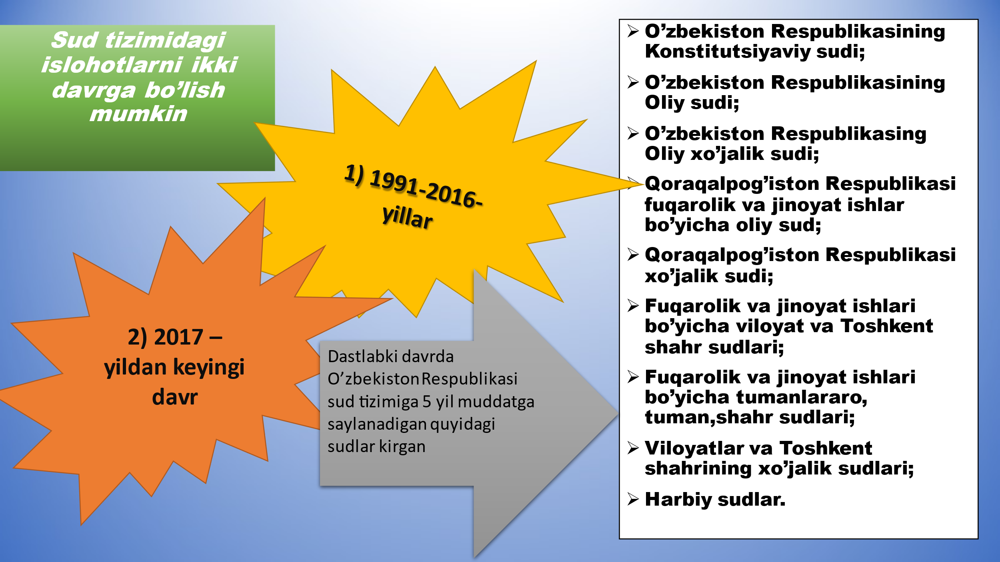 Sud tizimidagi
islohotlarni ikki
davrga bo’lish
mumkin
1) 1991-2016-
yillar
2) 2017 –
yildan keyingi
davr
Dastlabki davrda
O’zbekiston Respublikasi
sud tizimiga 5 yil muddatga
saylanadigan quyidagi
sudlar kirgan
➢ O’zbekiston Respublikasining
Konstitutsiyaviy sudi;
➢ O’zbekiston Respublikasining
Oliy sudi;
➢ O’zbekiston Respublikasing
Oliy xo’jalik sudi;
➢ Qoraqalpog’iston Respublikasi
fuqarolik va jinoyat ishlar
bo’yicha oliy sud;
➢ Qoraqalpog’iston Respublikasi
xo’jalik sudi;
➢ Fuqarolik va jinoyat ishlari
bo’yicha viloyat va Toshkent
shahr sudlari;
➢ Fuqarolik va jinoyat ishlari
bo’yicha tumanlararo,
tuman,shahr sudlari;
➢ Viloyatlar va Toshkent
shahrining xo’jalik sudlari;
➢ Harbiy sudlar.